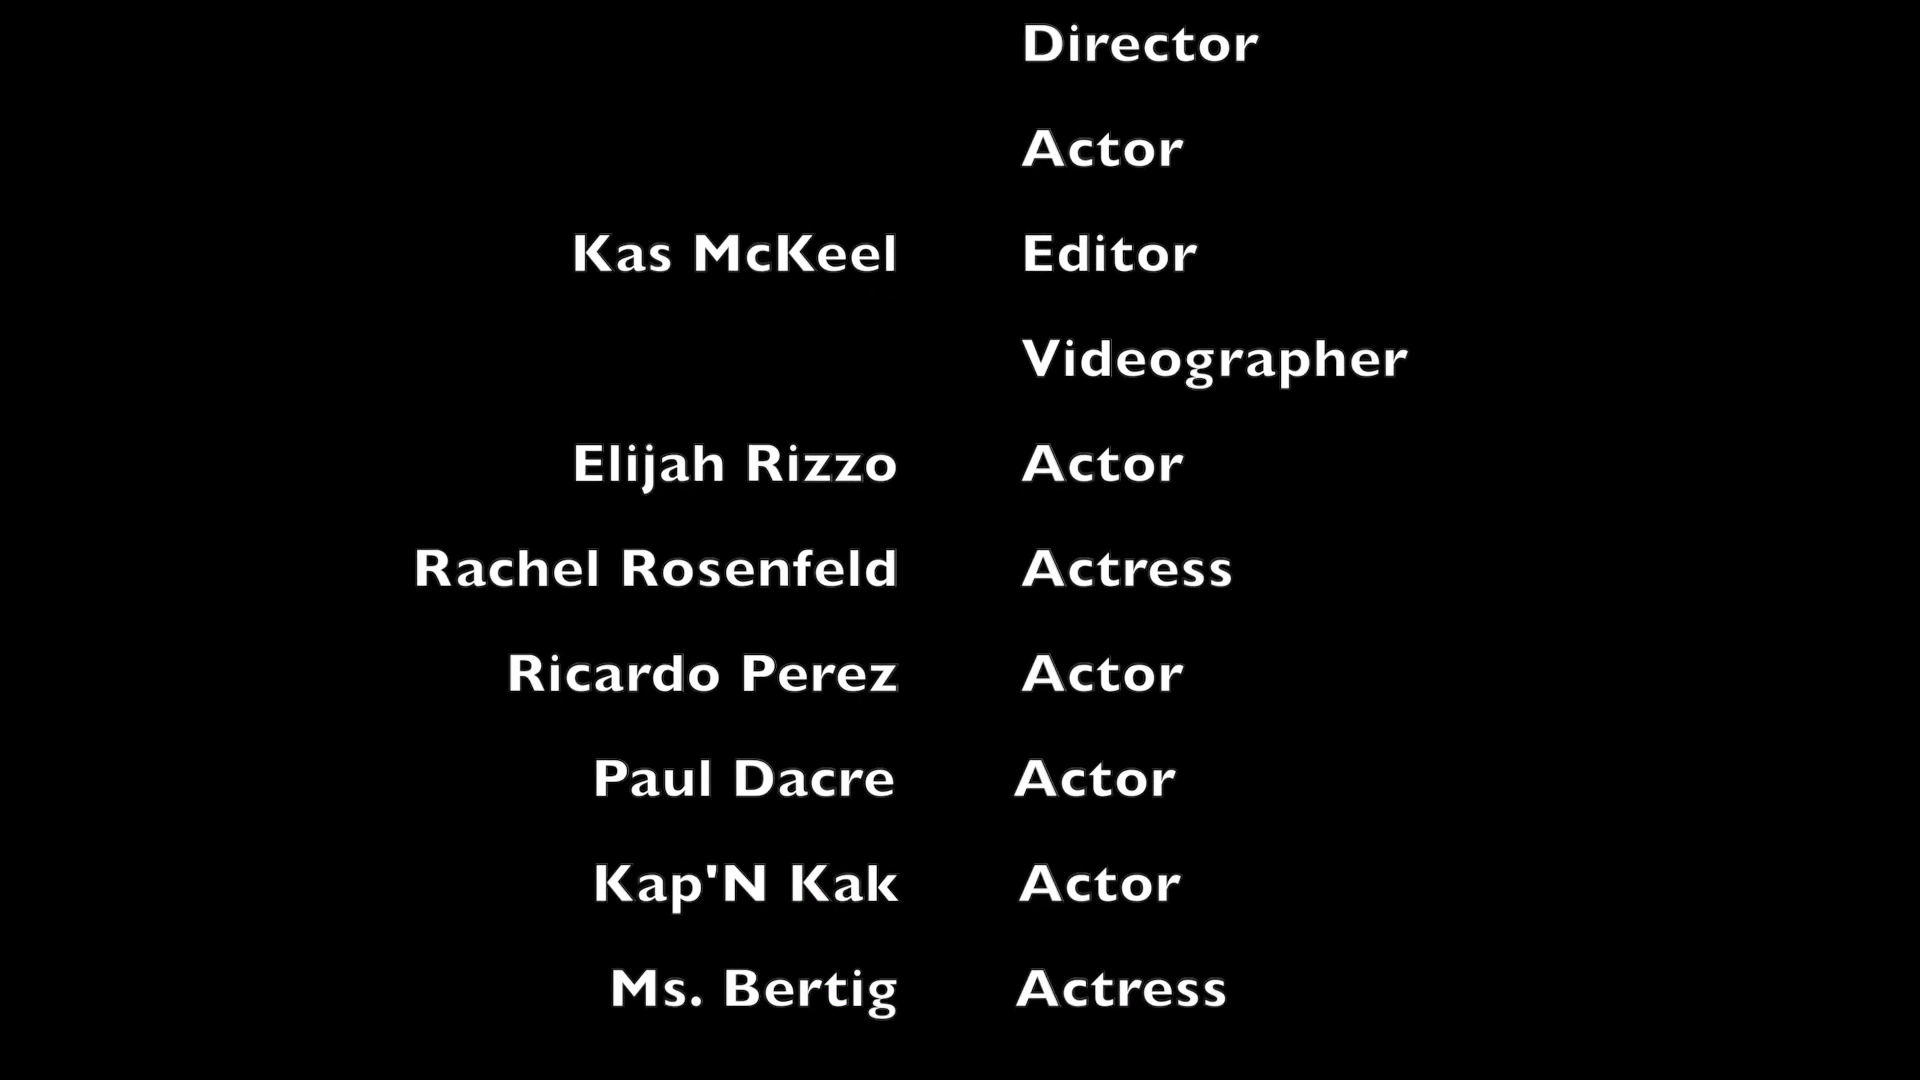 Director
Actor
Kas McKeel Editor
Videographer
Elijah Rizzo Actor
Rachel Rosenfeld Actress
Ricardo Perez Actor
Paul Dacre Actor
Kap'N Kak Actor
Ms. Bertig Actress